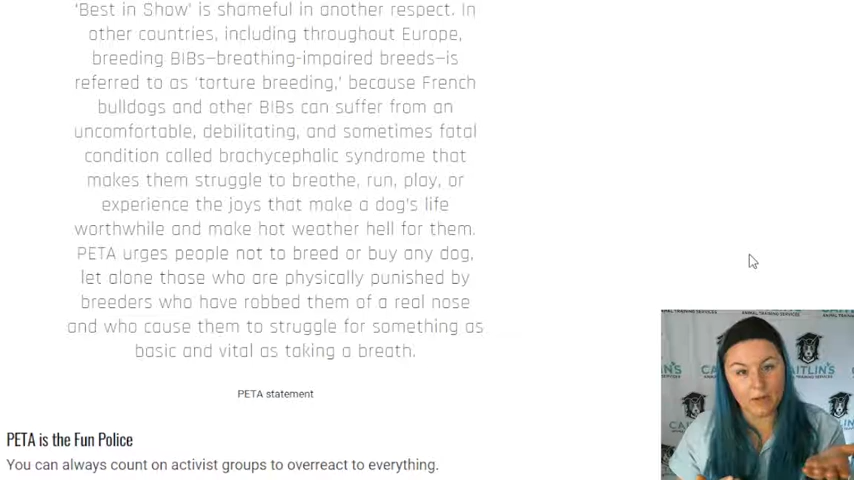 ‘Best in Show’ is shameful in another respect. In
other countries, including throughout Europe,
breeding BIBs—breathing-impaired breeds—is
referred to as ‘torture breeding,’ because French
bulldogs and other BIBs can suffer from an
uncomfortable, debilitating, and sometimes fatal
condition called brachycephalic syndrome that
makes them struggle to breathe, run, play, or
experience the joys that make a dog’s life
worthwhile and make hot weather hell for them.
PETA urges people not to breed or buy any dog,
let alone those who are physically punished by
breeders who have robbed them of a real nose
and who cause them to struggle for something as
basic and vital as taking a breath.
PETA statement
PETA is the Fun Police
You can always count on activist groups to overreact to everything.
ANIMAL TRAINING SERVICES
CAITLIN'S